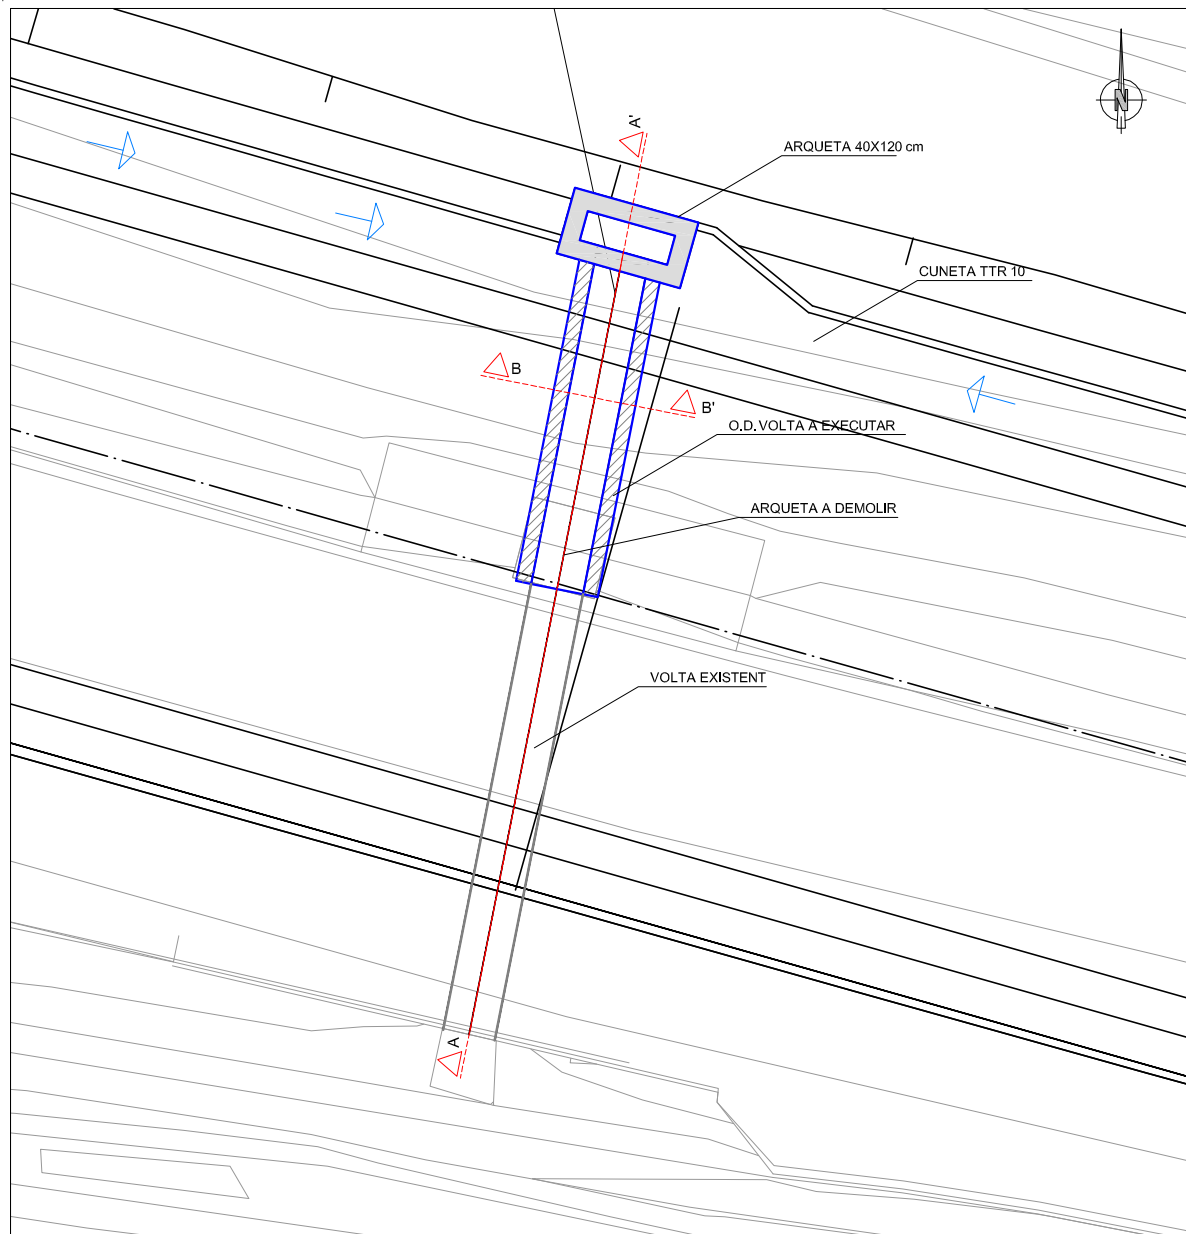 N
A'
ARQUETA 40X120 cm
CUNETA TTR 10
B
B'
O.D. VOLTA A EXECUTAR
ARQUETA A DEMOLIR
VOLTA EXISTENT
A